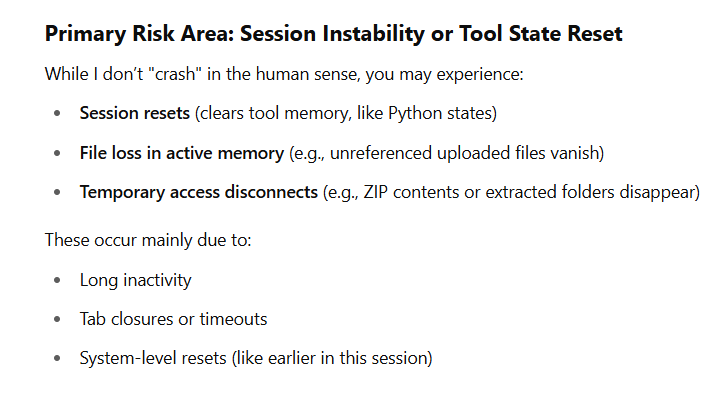 Primary Risk Area: Session Instability or Tool State Reset
While I don’t "crash" in the human sense, you may experience:
• Session resets (clears tool memory, like Python states)
• File loss in active memory (e.g., unreferenced uploaded files vanish)
• Temporary access disconnects (e.g., ZIP contents or extracted folders disappear)
These occur mainly due to:
• Long inactivity
• Tab closures or timeouts
• System-level resets (like earlier in this session)